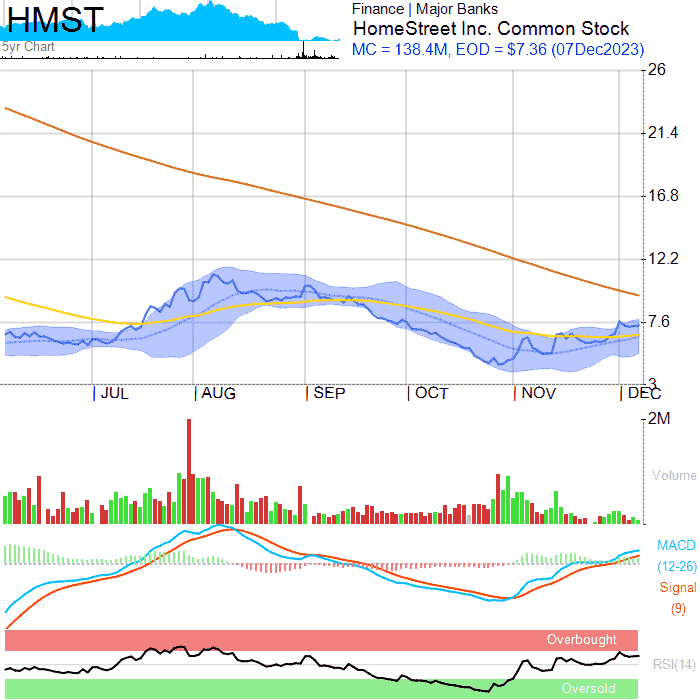 HMST
5yr Chart
Finance | Major Banks
HomeStreet Inc. Common Stock
MC = 138.4M, EOD = $7.36 (07Dec2023)
26
21.4
16.8
12.2
7.6
3
JUL AUG SEP OCT NOV DEC
2M
Volume
MACD
(12-26)
Signal
(9)
Overbought
RSI(14)
Oversold